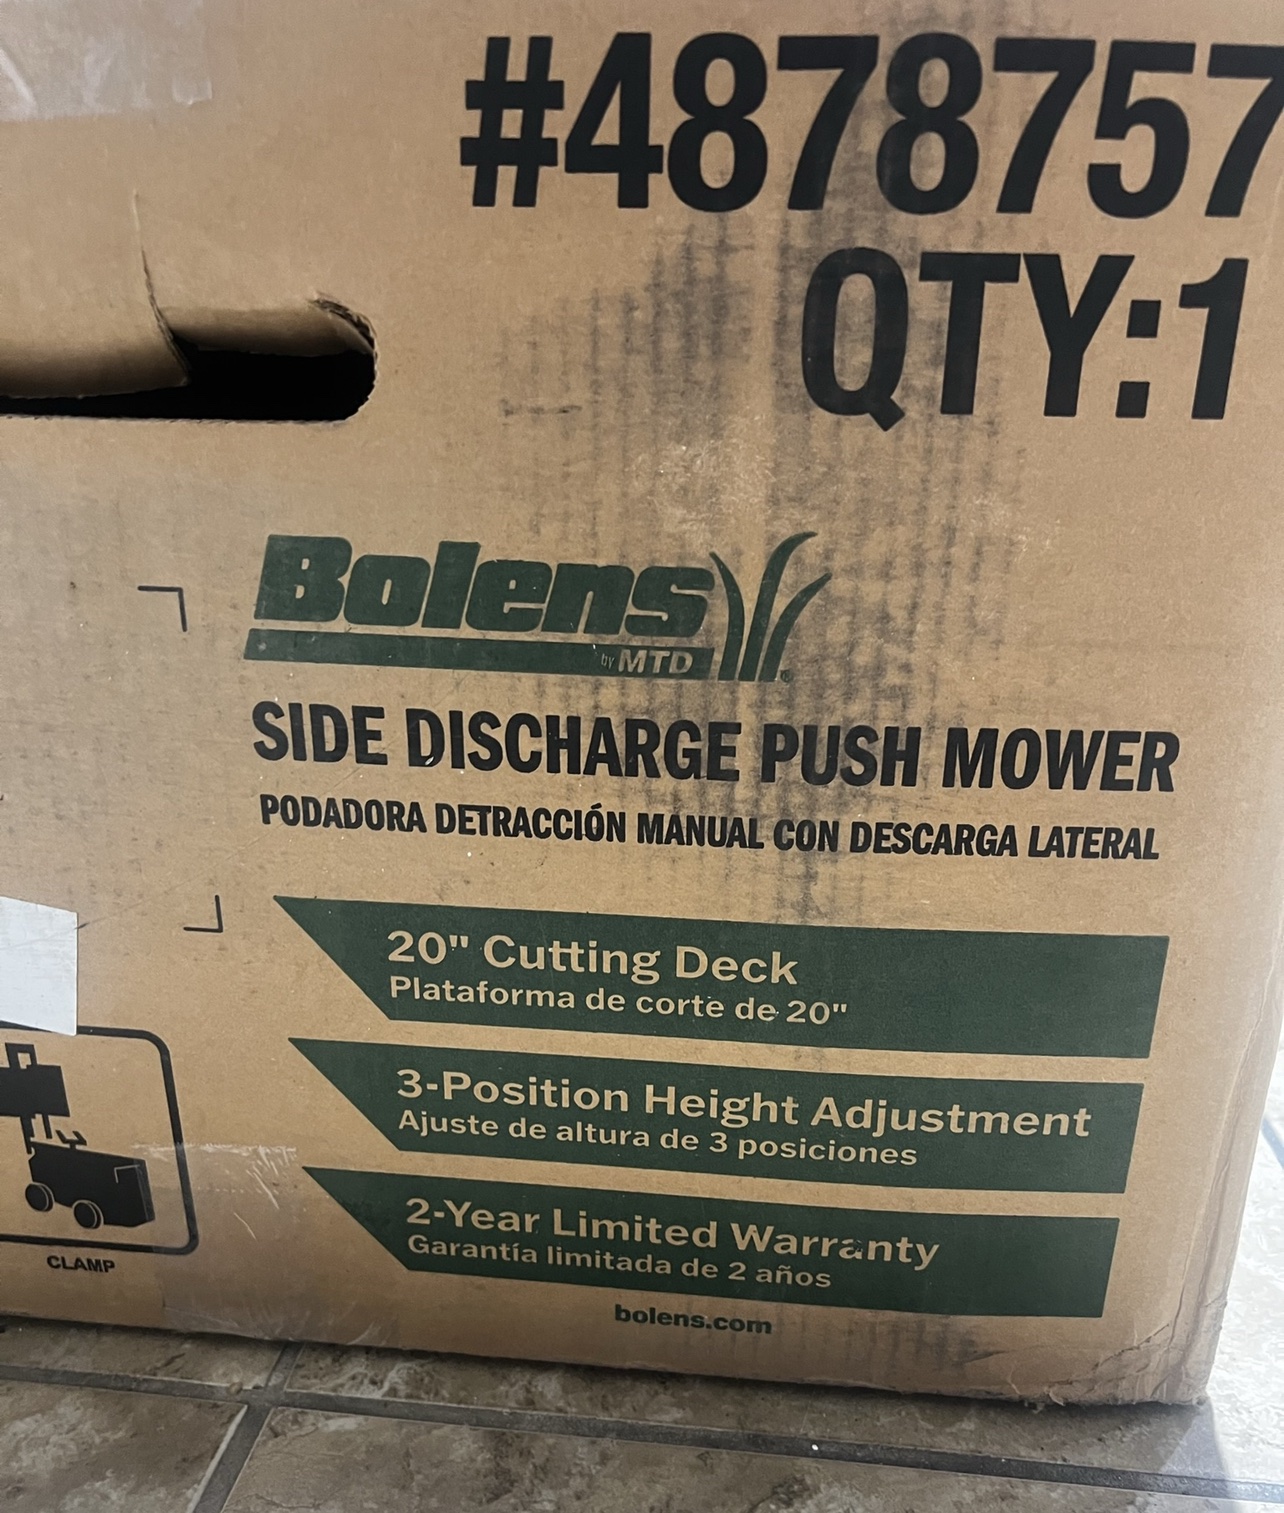 #4878757
QTY:1
Bolens
by MTD
SIDE DISCHARGE PUSH MOWER
PODADORA DETRACCIÓN MANUAL CON DESCARGA LATERAL
20" Cutting Deck
Plataforma de corte de 20"
3-Position Height Adjustment
Ajuste de altura de 3 posiciones
2-Year Limited Warranty
Garantía limitada de 2 años
CLAMP
bolens.com